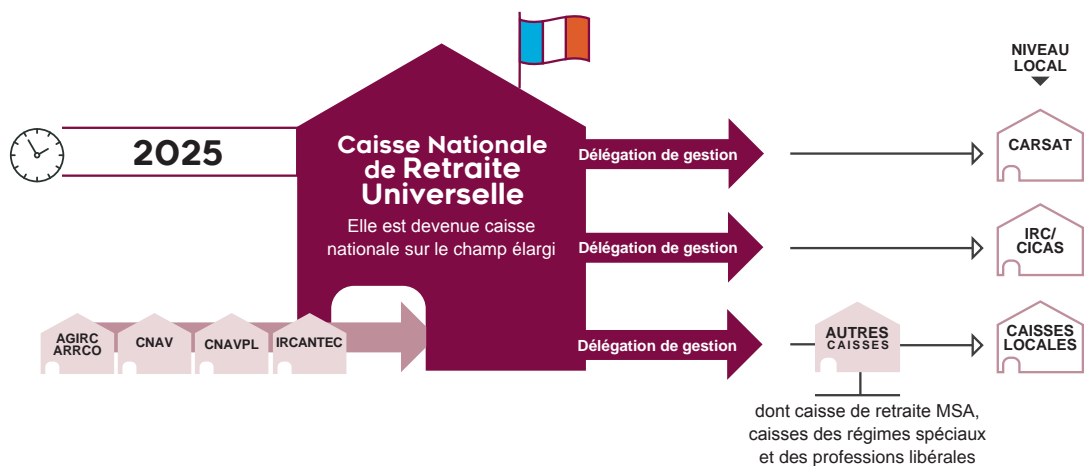 2025
Caisse Nationale
de Retraite
Universelle
Elle est devenue caisse
nationale sur le champ élargi
AGIRC
ARRCO
CNAV
CNAVPL
IRCANTEC
Délégation de gestion
Délégation de gestion
Délégation de gestion
NIVEAU
LOCAL
CARSAT
IRC/
CICAS
AUTRES
CAISSES
CAISSES
LOCALES
dont caisse de retraite MSA,
caisses des régimes spéciaux
et des professions libérales